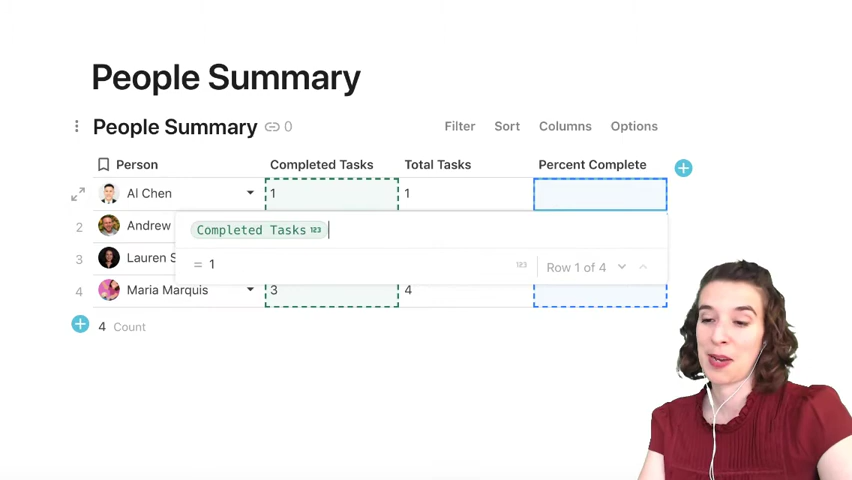 People Summary
People Summary 0 Filter Sort Columns Options
Person Completed Tasks Total Tasks Percent Complete
Al Chen 1 1
2 Andrew
Completed Tasks 123
3 Lauren S
= 1 123 Row 1 of 4
4 Maria Marquis 3 4
4 Count